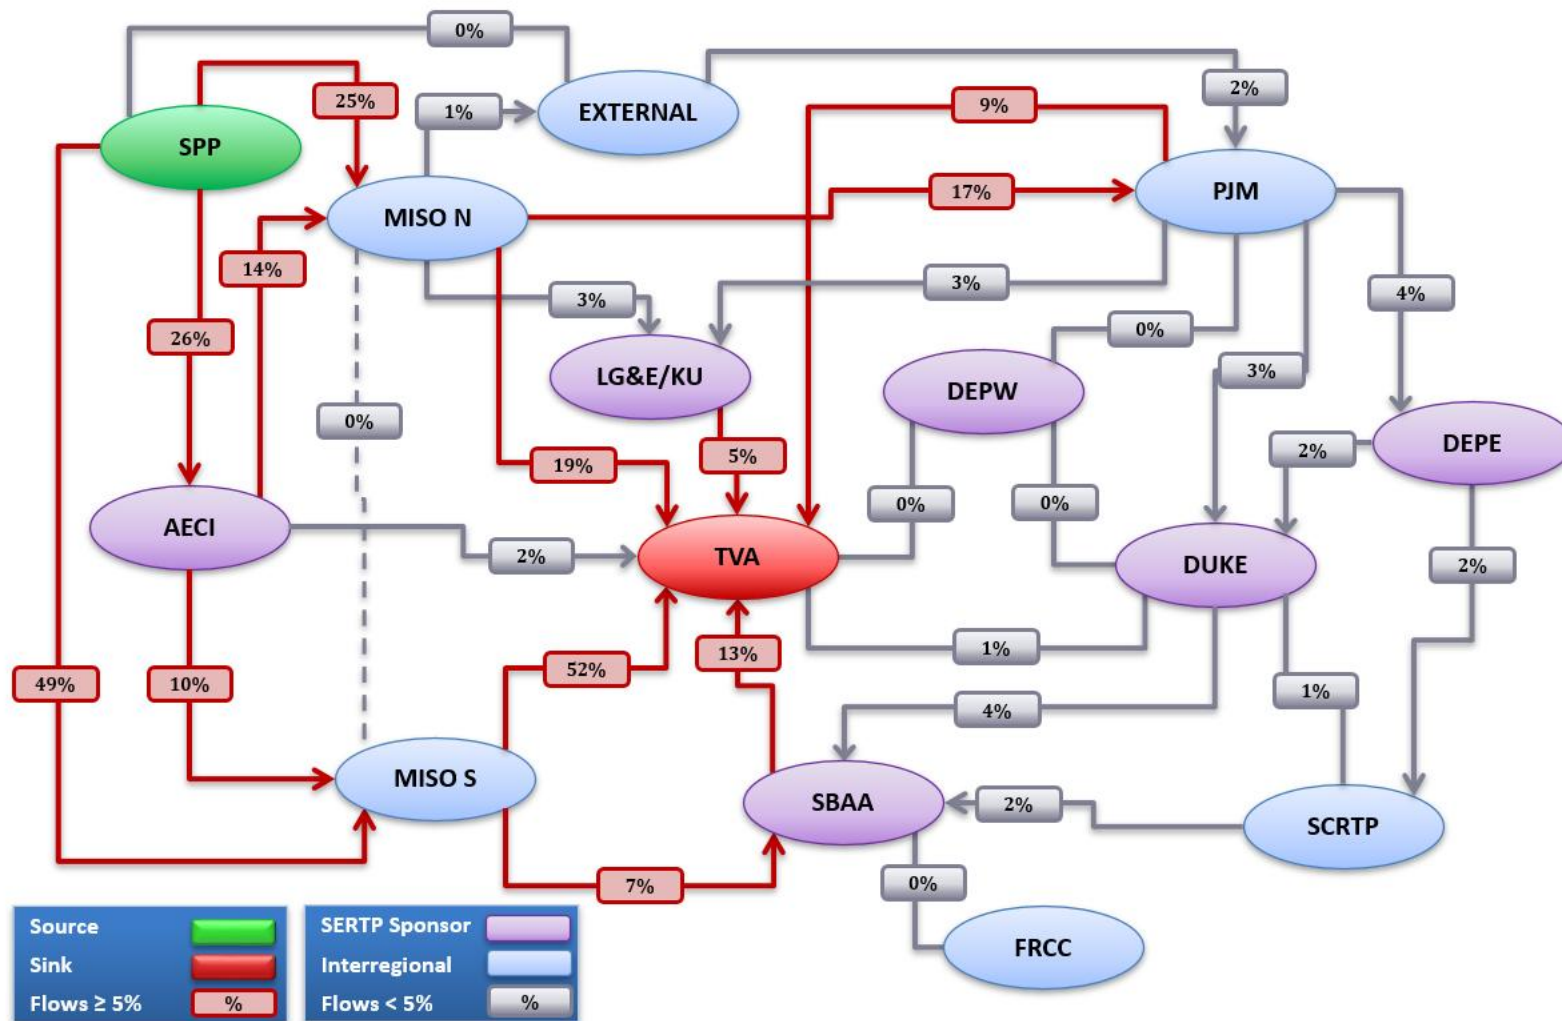 0%
25%
1%
EXTERNAL
9%
2%
SPP
MISO N
17%
PJM
14%
3%
3%
4%
26%
0%
LG&E/KU
3%
DEPW
0%
DEPE
19%
5%
2%
0%
0%
AECI
2%
TVA
DUKE
2%
1%
13%
52%
49%
10%
4%
1%
MISO S
SBAA
2%
SCRTP
7%
0%
FRCC
Source
Sink
Flows ≥ 5% %
SERTP Sponsor
Interregional
Flows < 5% %